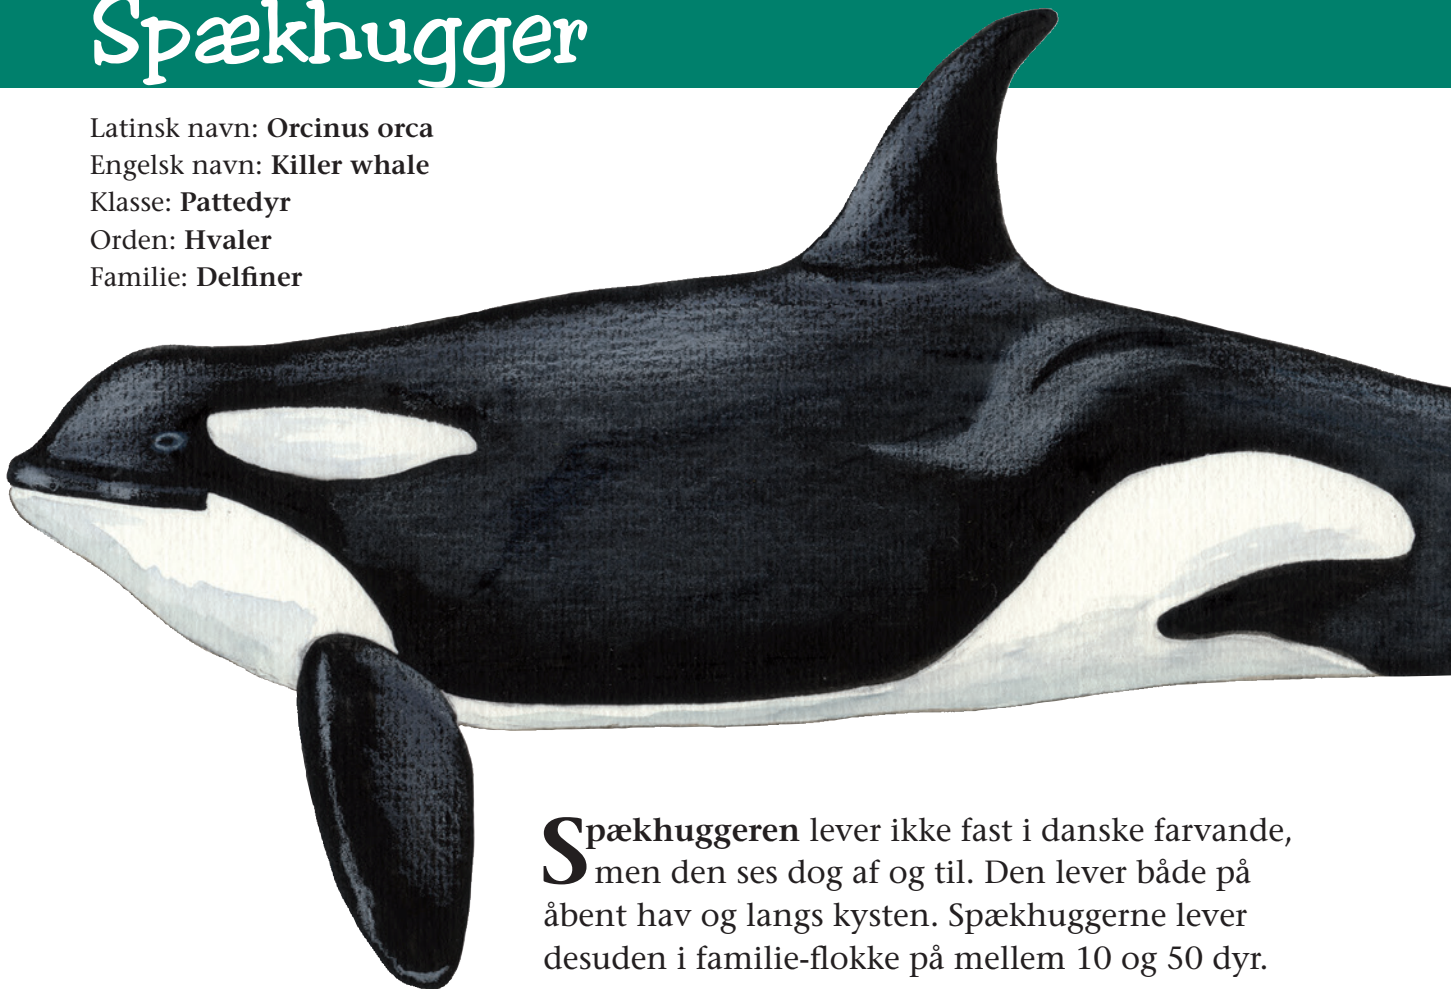 Spækhugger
Latinsk navn: Orcinus orca
Engelsk navn: Killer whale
Klasse: Pattedyr
Orden: Hvaler
Familie: Delfiner
Spækhuggeren lever ikke fast i danske farvande,
men den ses dog af og til. Den lever både på
åbent hav og langs kysten. Spækhuggerne lever
desuden i familie-flokke på mellem 10 og 50 dyr.